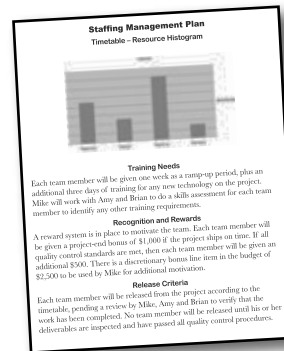 Staffing Management Plan
Timetable – Resource Histogram
Training Needs
Each team member will be given one week as a ramp-up period, plus an
additional three days of training for any new technology on the project.
Mike will work with Amy and Brian to do a skills assessment for each team
member to identify any other training requirements.
Recognition and Rewards
A reward system is in place to motivate the team. Each team member will
be given a project-end bonus of $1,000 if the project ships on time. If all
quality control standards are met, then each team member will be given an
additional $500. There is a discretionary bonus line item in the budget of
$2,500 to be used by Mike for additional motivation.
Release Criteria
Each team member will be released from the project according to the
timetable, pending a review by Mike, Amy and Brian to verify that the
work has been completed. No team member will be released until his or her
deliverables are inspected and have passed all quality control procedures.